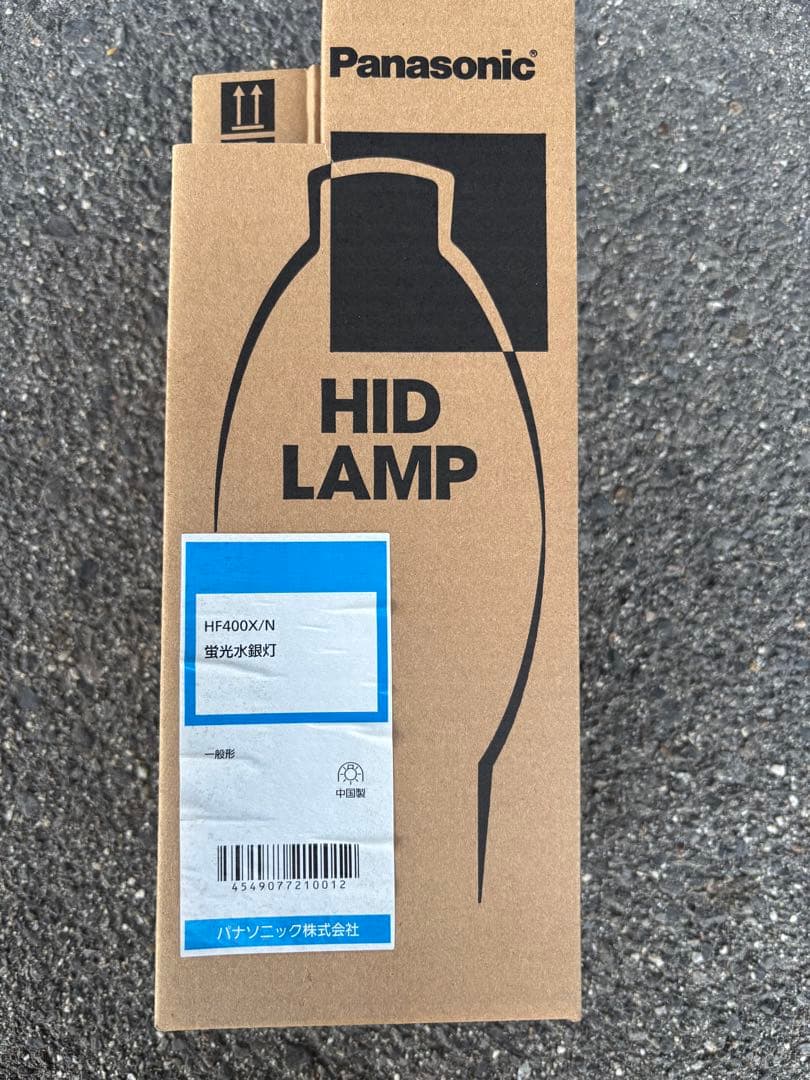 Panasonic®
HID
LAMP
HF400X/N
蛍光水銀灯
一般形
中国製
4549077210012
パナソニック株式会社